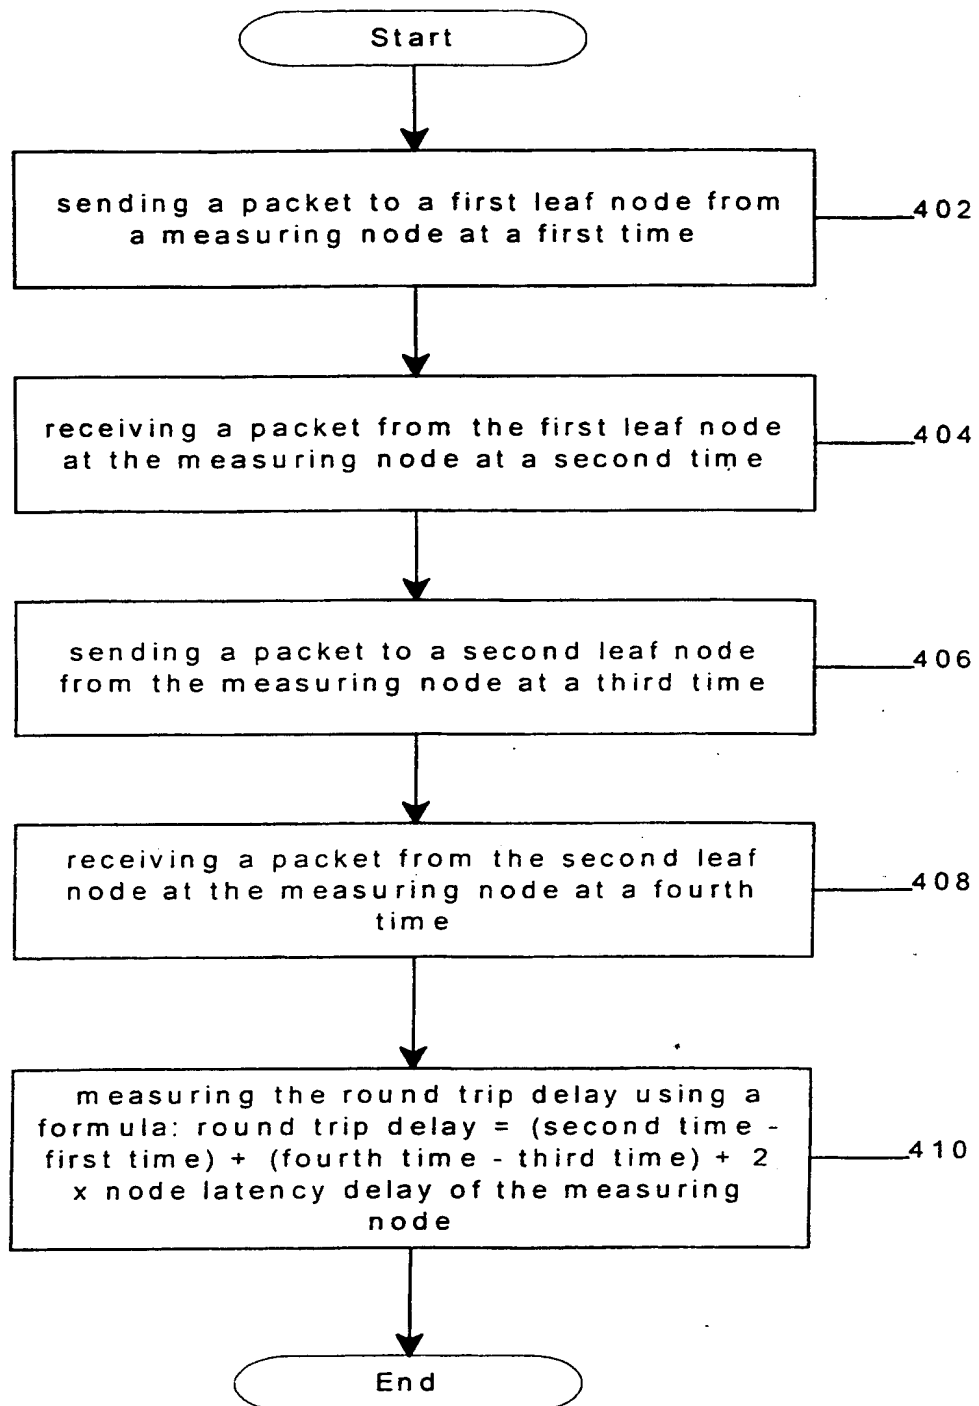 Start
sending a packet to a first leaf node from
a measuring node at a first time
402
receiving a packet from the first leaf node
at the measuring node at a second time
404
sending a packet to a second leaf node
from the measuring node at a third time
406
receiving a packet from the second leaf
node at the measuring node at a fourth
time
408
measuring the round trip delay using a
formula: round trip delay = (second time -
first time) + (fourth time - third time) + 2
x node latency delay of the measuring
node
410
End